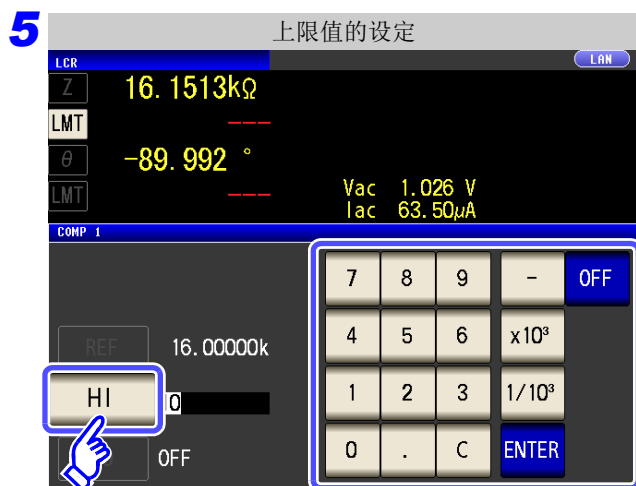 5
上限值的设定
LCR
LAN
Z 16.1513kΩ
LMT ---
θ -89.992 °
LMT ---
Vac 1.026 V
Iac 63.50μA
COMP 1
7 8 9 - OFF
4 5 6 x10³
REF 16.00000k
1 2 3 1/10³
HI 0
0 . C ENTER
OFF